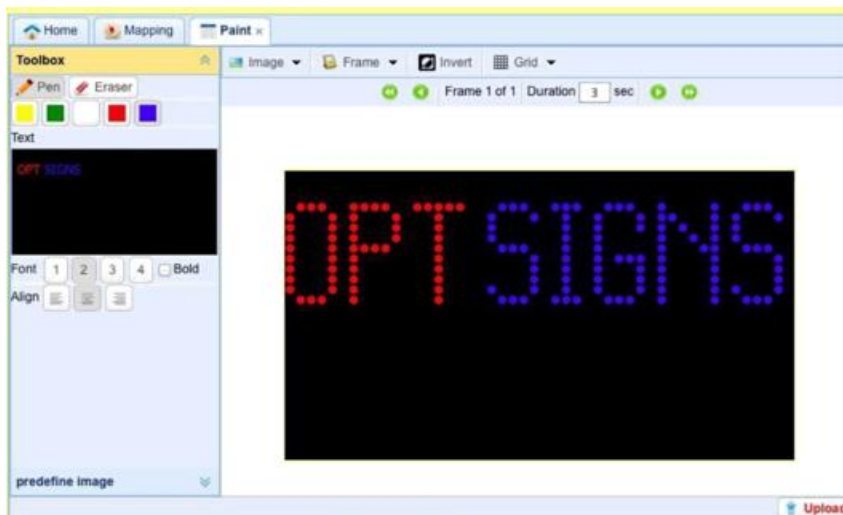 Home Mapping Paint ×
Toolbox Image Frame Invert Grid
Pen Eraser Frame 1 of 1 Duration 3 sec
Text
OPT SIGNS
OPT SIGNS
Font 1 2 3 4 Bold
Align
predefine image
Upload